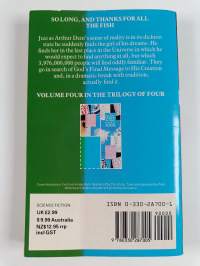 SO LONG, AND THANKS FOR ALL
THE FISH
Just as Arthur Dent's sense of reality is in its dickiest
state he suddenly finds the girl of his dreams. He
finds her in the last place in the Universe in which he
would expect to find anything at all, but which
3,976,000,000 people will find oddly familiar. They
go in search of God's Final Message to His Creation
and, in a dramatic break with tradition,
actually find it
VOLUME FOUR IN THE TRILOGY OF FOUR
SCIENCE FICTION
UK £2.99
$9.99 Australia
NZ$12.95 rrp
incl GST
ISBN 0-330-28700-1
90000
9 780330 287005